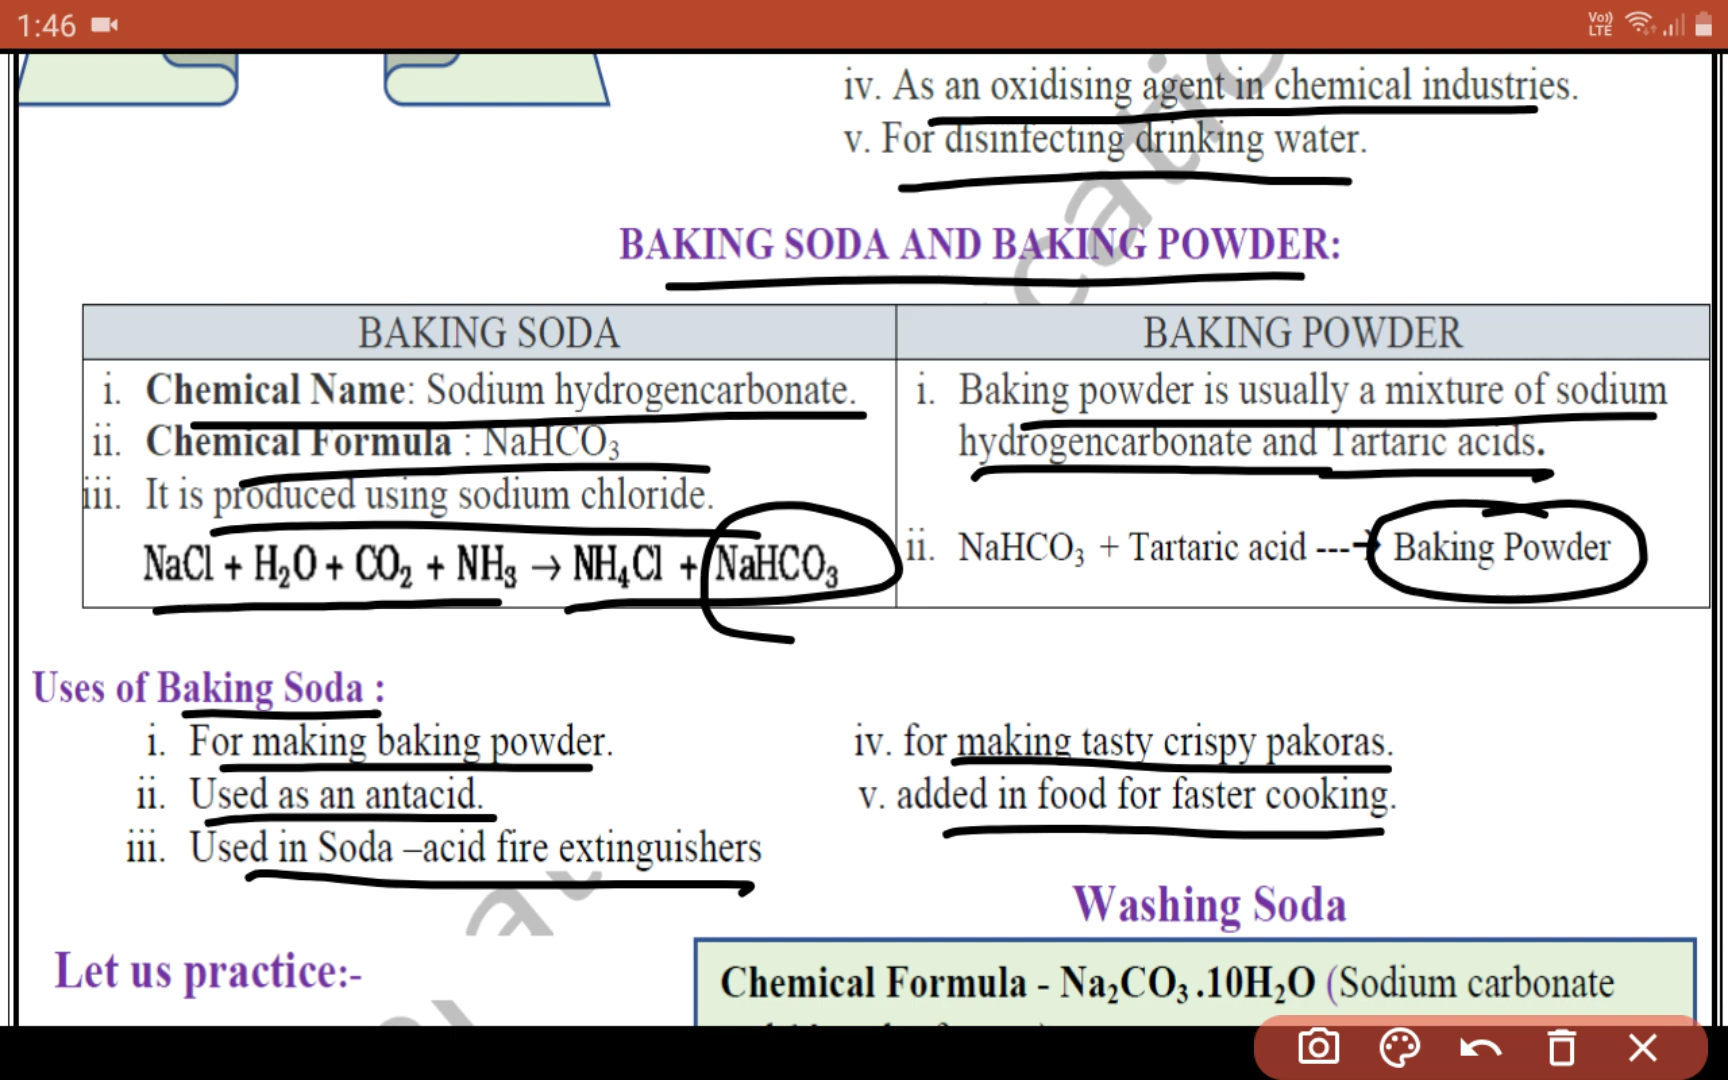 1:46
Vo)) LTE
iv. As an oxidising agent in chemical industries.
v. For disinfecting drinking water.
BAKING SODA AND BAKING POWDER:
BAKING SODA
BAKING POWDER
i. Chemical Name: Sodium hydrogencarbonate.
ii. Chemical Formula : NaHCO₃
iii. It is produced using sodium chloride.
NaCl + H₂O + CO₂ + NH₃ → NH₄Cl + NaHCO₃
i. Baking powder is usually a mixture of sodium
hydrogencarbonate and Tartaric acids.
ii. NaHCO₃ + Tartaric acid ---→ Baking Powder
Uses of Baking Soda :
i. For making baking powder.
ii. Used as an antacid.
iii. Used in Soda –acid fire extinguishers
iv. for making tasty crispy pakoras.
v. added in food for faster cooking.
Let us practice:-
Washing Soda
Chemical Formula - Na₂CO₃.10H₂O (Sodium carbonate